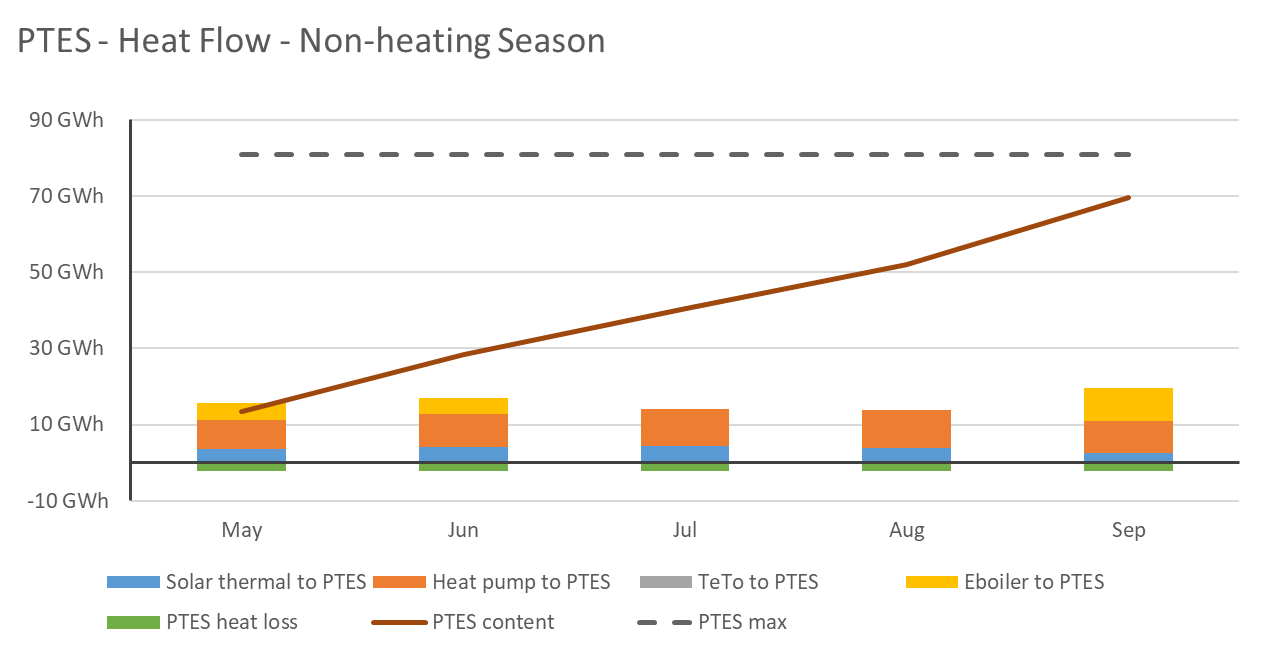 PTES - Heat Flow - Non-heating Season
90 GWh
70 GWh
50 GWh
30 GWh
10 GWh
-10 GWh
May Jun Jul Aug Sep
Solar thermal to PTES Heat pump to PTES TeTo to PTES Eboiler to PTES
PTES heat loss PTES content PTES max